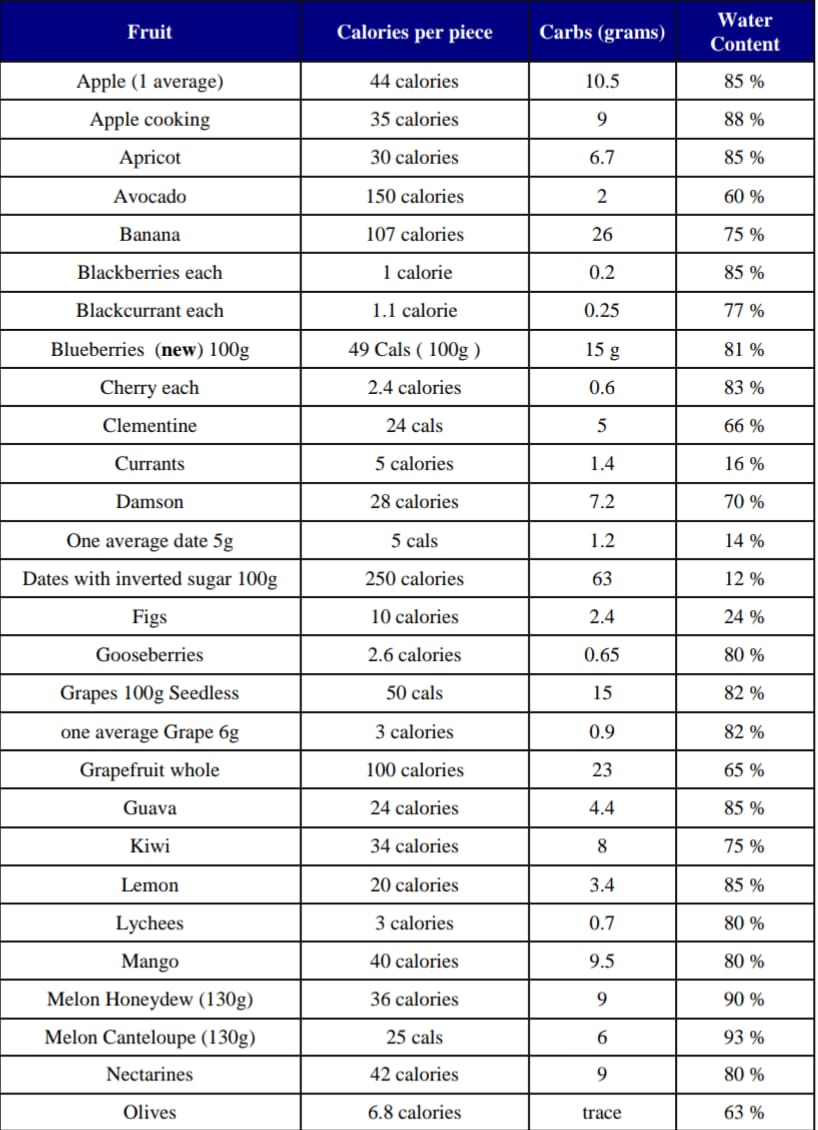 Fruit Calories per piece Carbs (grams) Water Content
Apple (1 average) 44 calories 10.5 85 %
Apple cooking 35 calories 9 88 %
Apricot 30 calories 6.7 85 %
Avocado 150 calories 2 60 %
Banana 107 calories 26 75 %
Blackberries each 1 calorie 0.2 85 %
Blackcurrant each 1.1 calorie 0.25 77 %
Blueberries (new) 100g 49 Cals ( 100g ) 15 g 81 %
Cherry each 2.4 calories 0.6 83 %
Clementine 24 cals 5 66 %
Currants 5 calories 1.4 16 %
Damson 28 calories 7.2 70 %
One average date 5g 5 cals 1.2 14 %
Dates with inverted sugar 100g 250 calories 63 12 %
Figs 10 calories 2.4 24 %
Gooseberries 2.6 calories 0.65 80 %
Grapes 100g Seedless 50 cals 15 82 %
one average Grape 6g 3 calories 0.9 82 %
Grapefruit whole 100 calories 23 65 %
Guava 24 calories 4.4 85 %
Kiwi 34 calories 8 75 %
Lemon 20 calories 3.4 85 %
Lychees 3 calories 0.7 80 %
Mango 40 calories 9.5 80 %
Melon Honeydew (130g) 36 calories 9 90 %
Melon Canteloupe (130g) 25 cals 6 93 %
Nectarines 42 calories 9 80 %
Olives 6.8 calories trace 63 %